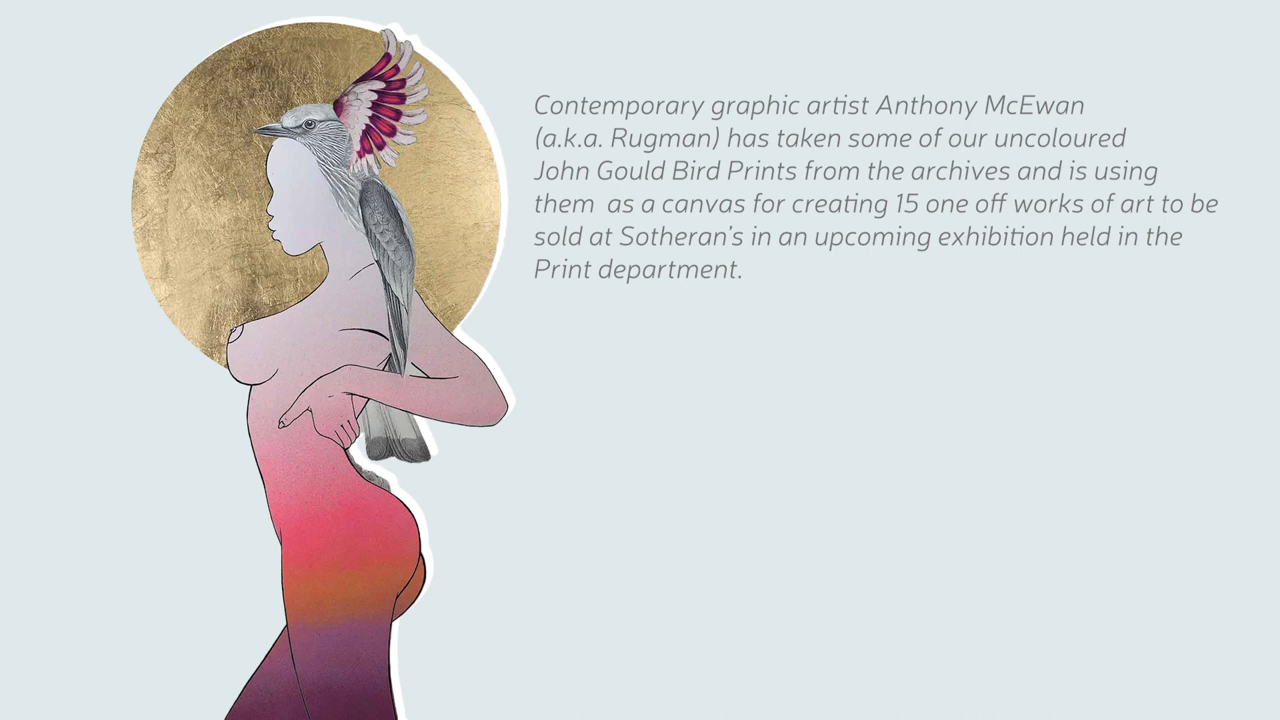 Contemporary graphic artist Anthony McEwan
(a.k.a. Rugman) has taken some of our uncoloured
John Gould Bird Prints from the archives and is using
them  as a canvas for creating 15 one off works of art to be
sold at Sotheran's in an upcoming exhibition held in the
Print department.